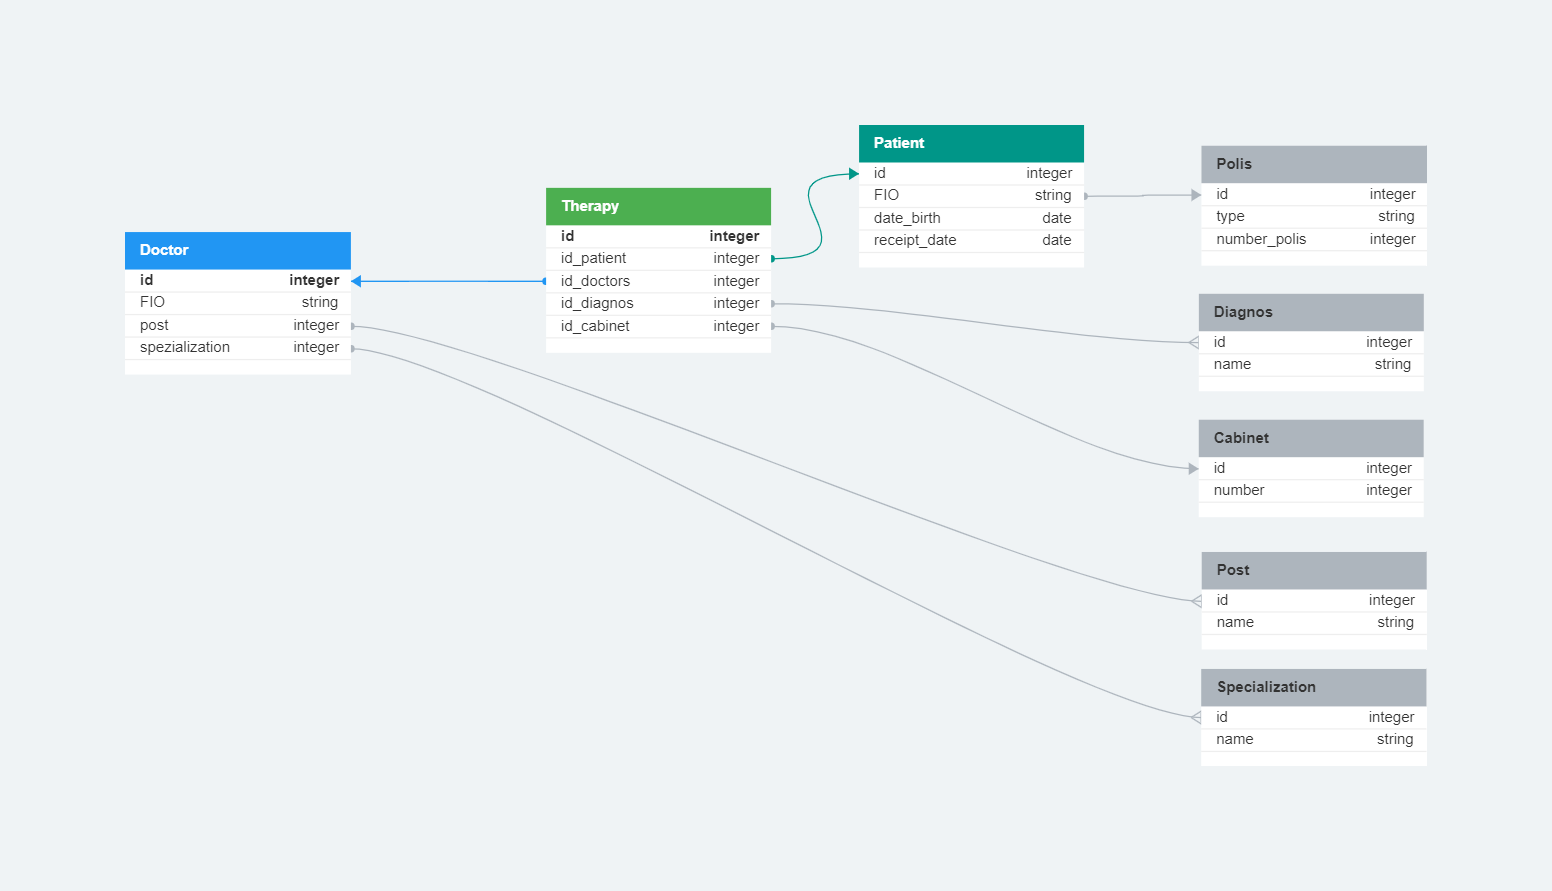 Doctor
id integer
FIO string
post integer
spezialization integer
Therapy
id integer
id_patient integer
id_doctors integer
id_diagnos integer
id_cabinet integer
Patient
id integer
FIO string
date_birth date
receipt_date date
Polis
id integer
type string
number_polis integer
Diagnos
id integer
name string
Cabinet
id integer
number integer
Post
id integer
name string
Specialization
id integer
name string